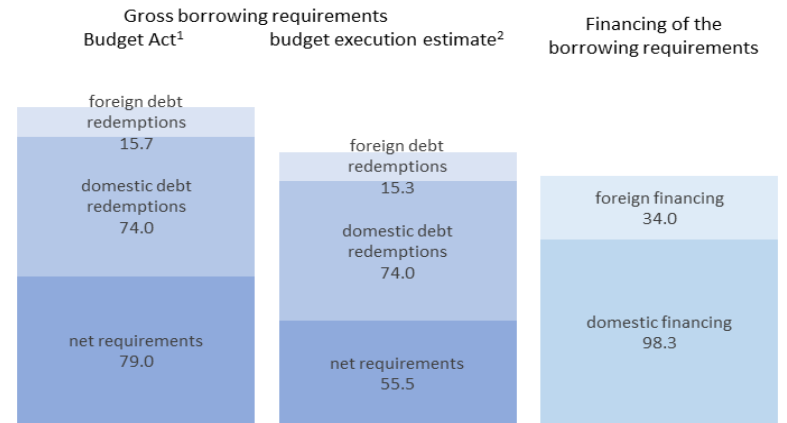 Gross borrowing requirements
Budget Act¹
budget execution estimate²
Financing of the
borrowing requirements
foreign debt
redemptions
15.7
domestic debt
redemptions
74.0
net requirements
79.0
foreign debt
redemptions
15.3
domestic debt
redemptions
74.0
net requirements
55.5
foreign financing
34.0
domestic financing
98.3